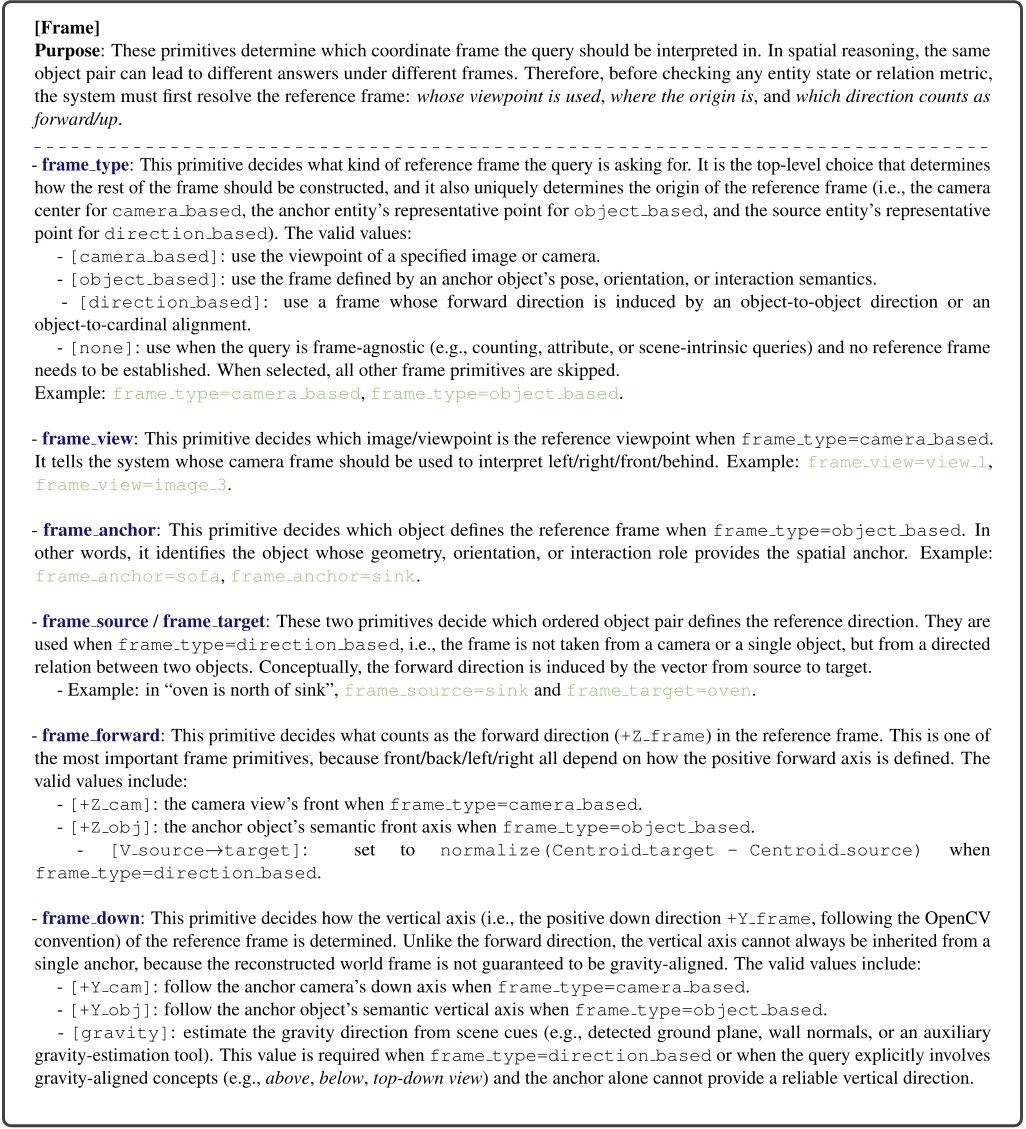 [Frame]
Purpose: These primitives determine which coordinate frame the query should be interpreted in. In spatial reasoning, the same
object pair can lead to different answers under different frames. Therefore, before checking any entity state or relation metric,
the system must first resolve the reference frame: whose viewpoint is used, where the origin is, and which direction counts as
forward/up.
- frame_type: This primitive decides what kind of reference frame the query is asking for. It is the top-level choice that determines
how the rest of the frame should be constructed, and it also uniquely determines the origin of the reference frame (i.e., the camera
center for camera_based, the anchor entity's representative point for object_based, and the source entity's representative
point for direction_based). The valid values:
- [camera_based]: use the viewpoint of a specified image or camera.
- [object_based]: use the frame defined by an anchor object's pose, orientation, or interaction semantics.
- [direction_based]: use a frame whose forward direction is induced by an object-to-object direction or an
object-to-cardinal alignment.
- [none]: use when the query is frame-agnostic (e.g., counting, attribute, or scene-intrinsic queries) and no reference frame
needs to be established. When selected, all other frame primitives are skipped.
Example: frame_type=camera_based, frame_type=object_based.
- frame_view: This primitive decides which image/viewpoint is the reference viewpoint when frame_type=camera_based.
It tells the system whose camera frame should be used to interpret left/right/front/behind. Example: frame_view=view_1,
frame_view=image_3.
- frame_anchor: This primitive decides which object defines the reference frame when frame_type=object_based. In
other words, it identifies the object whose geometry, orientation, or interaction role provides the spatial anchor. Example:
frame_anchor=sofa, frame_anchor=sink.
- frame_source / frame_target: These two primitives decide which ordered object pair defines the reference direction. They are
used when frame_type=direction_based, i.e., the frame is not taken from a camera or a single object, but from a directed
relation between two objects. Conceptually, the forward direction is induced by the vector from source to target.
- Example: in "oven is north of sink", frame_source=sink and frame_target=oven.
- frame_forward: This primitive decides what counts as the forward direction (+Z_frame) in the reference frame. This is one of
the most important frame primitives, because front/back/left/right all depend on how the positive forward axis is defined. The
valid values include:
- [+Z_cam]: the camera view's front when frame_type=camera_based.
- [+Z_obj]: the anchor object's semantic front axis when frame_type=object_based.
- [V_source→target]: set to normalize(Centroid_target - Centroid_source) when
frame_type=direction_based.
- frame_down: This primitive decides how the vertical axis (i.e., the positive down direction +Y_frame, following the OpenCV
convention) of the reference frame is determined. Unlike the forward direction, the vertical axis cannot always be inherited from a
single anchor, because the reconstructed world frame is not guaranteed to be gravity-aligned. The valid values include:
- [+Y_cam]: follow the anchor camera's down axis when frame_type=camera_based.
- [+Y_obj]: follow the anchor object's semantic vertical axis when frame_type=object_based.
- [gravity]: estimate the gravity direction from scene cues (e.g., detected ground plane, wall normals, or an auxiliary
gravity-estimation tool). This value is required when frame_type=direction_based or when the query explicitly involves
gravity-aligned concepts (e.g., above, below, top-down view) and the anchor alone cannot provide a reliable vertical direction.